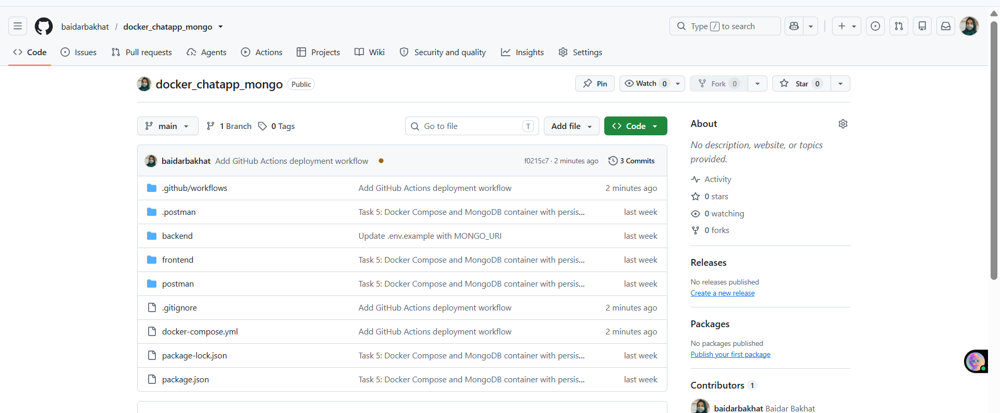 baidarbakhat / docker_chatapp_mongo
Type / to search
Code Issues Pull requests Agents Actions Projects Wiki Security and quality Insights Settings
docker_chatapp_mongo Public
Pin Watch 0 Fork 0 Star 0
main 1 Branch 0 Tags Go to file T Add file Code
baidarbakhat Add GitHub Actions deployment workflow f0215c7 · 2 minutes ago 3 Commits
.github/workflows Add GitHub Actions deployment workflow 2 minutes ago
.postman Task 5: Docker Compose and MongoDB container with persis... last week
backend Update .env.example with MONGO_URI last week
frontend Task 5: Docker Compose and MongoDB container with persis... last week
postman Task 5: Docker Compose and MongoDB container with persis... last week
.gitignore Add GitHub Actions deployment workflow 2 minutes ago
docker-compose.yml Add GitHub Actions deployment workflow 2 minutes ago
package-lock.json Task 5: Docker Compose and MongoDB container with persis... last week
package.json Task 5: Docker Compose and MongoDB container with persis... last week
About
No description, website, or topics
provided.
Activity
0 stars
0 watching
0 forks
Releases
No releases published
Create a new release
Packages
No packages published
Publish your first package
Contributors 1
baidarbakhat Baidar Bakhat